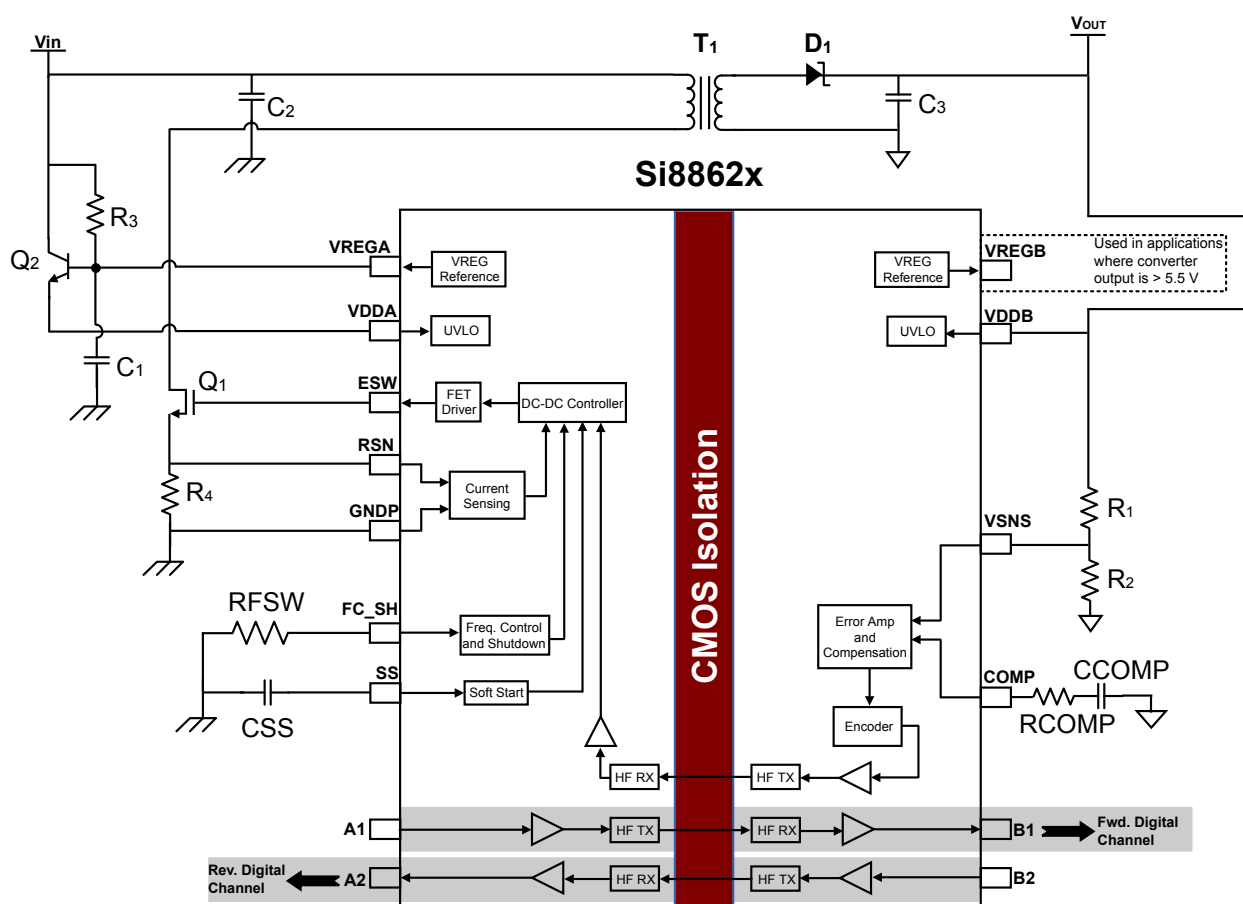 Vin
T1
D1
VOUT
C2
C3
Si8862x
R3
Q2
VREGA
VREG
Reference
VREG
Reference
VREGB
Used in applications
where converter
output is > 5.5 V
VDDA
UVLO
UVLO
VDDB
C1
Q1
ESW
FET
Driver
DC-DC Controller
CMOS Isolation
RSN
R4
Current
Sensing
GNDP
VSNS
R1
R2
RFSW
FC_SH
Freq. Control
and Shutdown
Error Amp
and
Compensation
SS
Soft Start
CSS
COMP
CCOMP
RCOMP
Encoder
HF RX
HF TX
A1
HF TX
HF RX
B1
Fwd. Digital
Channel
Rev. Digital
Channel
A2
HF RX
HF TX
B2